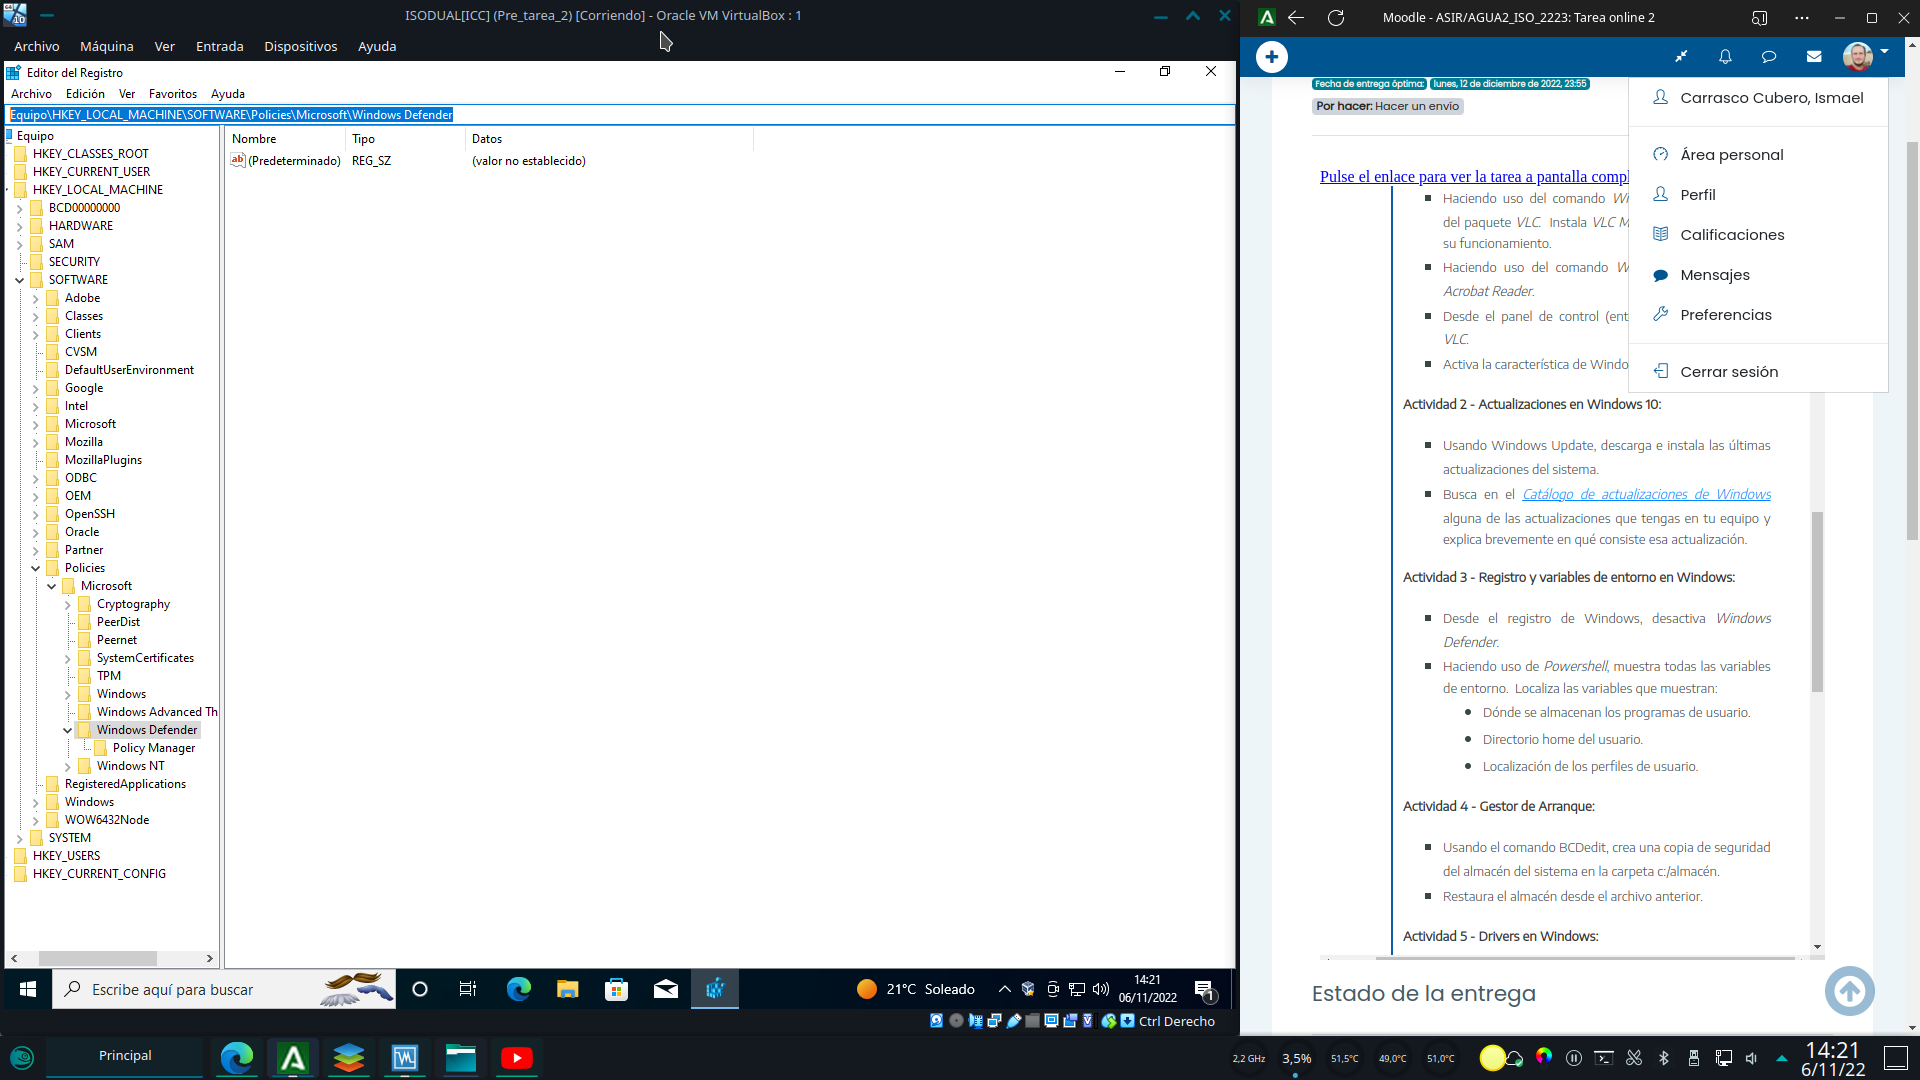 ISODUAL[ICC] (Pre_tarea_2) [Corriendo] - Oracle VM VirtualBox : 1
Archivo Máquina Ver Entrada Dispositivos Ayuda
Editor del Registro
Archivo Edición Ver Favoritos Ayuda
Equipo\HKEY_LOCAL_MACHINE\SOFTWARE\Policies\Microsoft\Windows Defender
Equipo
HKEY_CLASSES_ROOT
HKEY_CURRENT_USER
HKEY_LOCAL_MACHINE
BCD00000000
HARDWARE
SAM
SECURITY
SOFTWARE
Adobe
Classes
Clients
CVSM
DefaultUserEnvironment
Google
Intel
Microsoft
Mozilla
MozillaPlugins
ODBC
OEM
OpenSSH
Oracle
Partner
Policies
Microsoft
Cryptography
PeerDist
Peernet
SystemCertificates
TPM
Windows
Windows Advanced Th
Windows Defender
Policy Manager
Windows NT
RegisteredApplications
Windows
WOW6432Node
SYSTEM
HKEY_USERS
HKEY_CURRENT_CONFIG
Nombre Tipo Datos
ab (Predeterminado) REG_SZ (valor no establecido)
Escribe aquí para buscar
21°C Soleado
14:21
06/11/2022
1
Ctrl Derecho
Moodle - ASIR/AGUA2_ISO_2223: Tarea online 2
Fecha de entrega óptima: lunes, 12 de diciembre de 2022, 23:55
Por hacer: Hacer un envío
Pulse el enlace para ver la tarea a pantalla compl
Haciendo uso del comando Wi
del paquete VLC. Instala VLC M
su funcionamiento.
Haciendo uso del comando W
Acrobat Reader.
Desde el panel de control (ent
VLC.
Activa la característica de Windo
Carrasco Cubero, Ismael
Área personal
Perfil
Calificaciones
Mensajes
Preferencias
Cerrar sesión
Actividad 2 - Actualizaciones en Windows 10:
Usando Windows Update, descarga e instala las últimas
actualizaciones del sistema.
Busca en el Catálogo de actualizaciones de Windows
alguna de las actualizaciones que tengas en tu equipo y
explica brevemente en qué consiste esa actualización.
Actividad 3 - Registro y variables de entorno en Windows:
Desde el registro de Windows, desactiva Windows
Defender.
Haciendo uso de Powershell, muestra todas las variables
de entorno. Localiza las variables que muestran:
Dónde se almacenan los programas de usuario.
Directorio home del usuario.
Localización de los perfiles de usuario.
Actividad 4 - Gestor de Arranque:
Usando el comando BCDedit, crea una copia de seguridad
del almacén del sistema en la carpeta c:/almacén.
Restaura el almacén desde el archivo anterior.
Actividad 5 - Drivers en Windows:
Estado de la entrega
Principal
2,2 GHz 3,5% 51,5°C 49,0°C 51,0°C
14:21
6/11/22